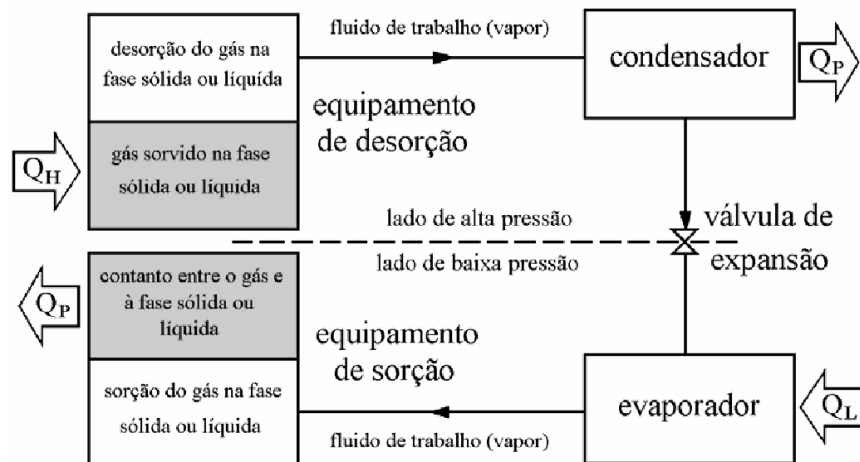 desorção do gás na
fase sólida ou líquída
gás sorvido na fase
sólida ou líquida
Q_H
fluido de trabalho (vapor)
equipamento
de desorção
condensador
Q_P
lado de alta pressão
lado de baixa pressão
válvula de
expansão
Q_P
contanto entre o gás e
à fase sólida ou
líquida
sorção do gás na fase
sólida ou líquida
equipamento
de sorção
fluido de trabalho (vapor)
evaporador
Q_L